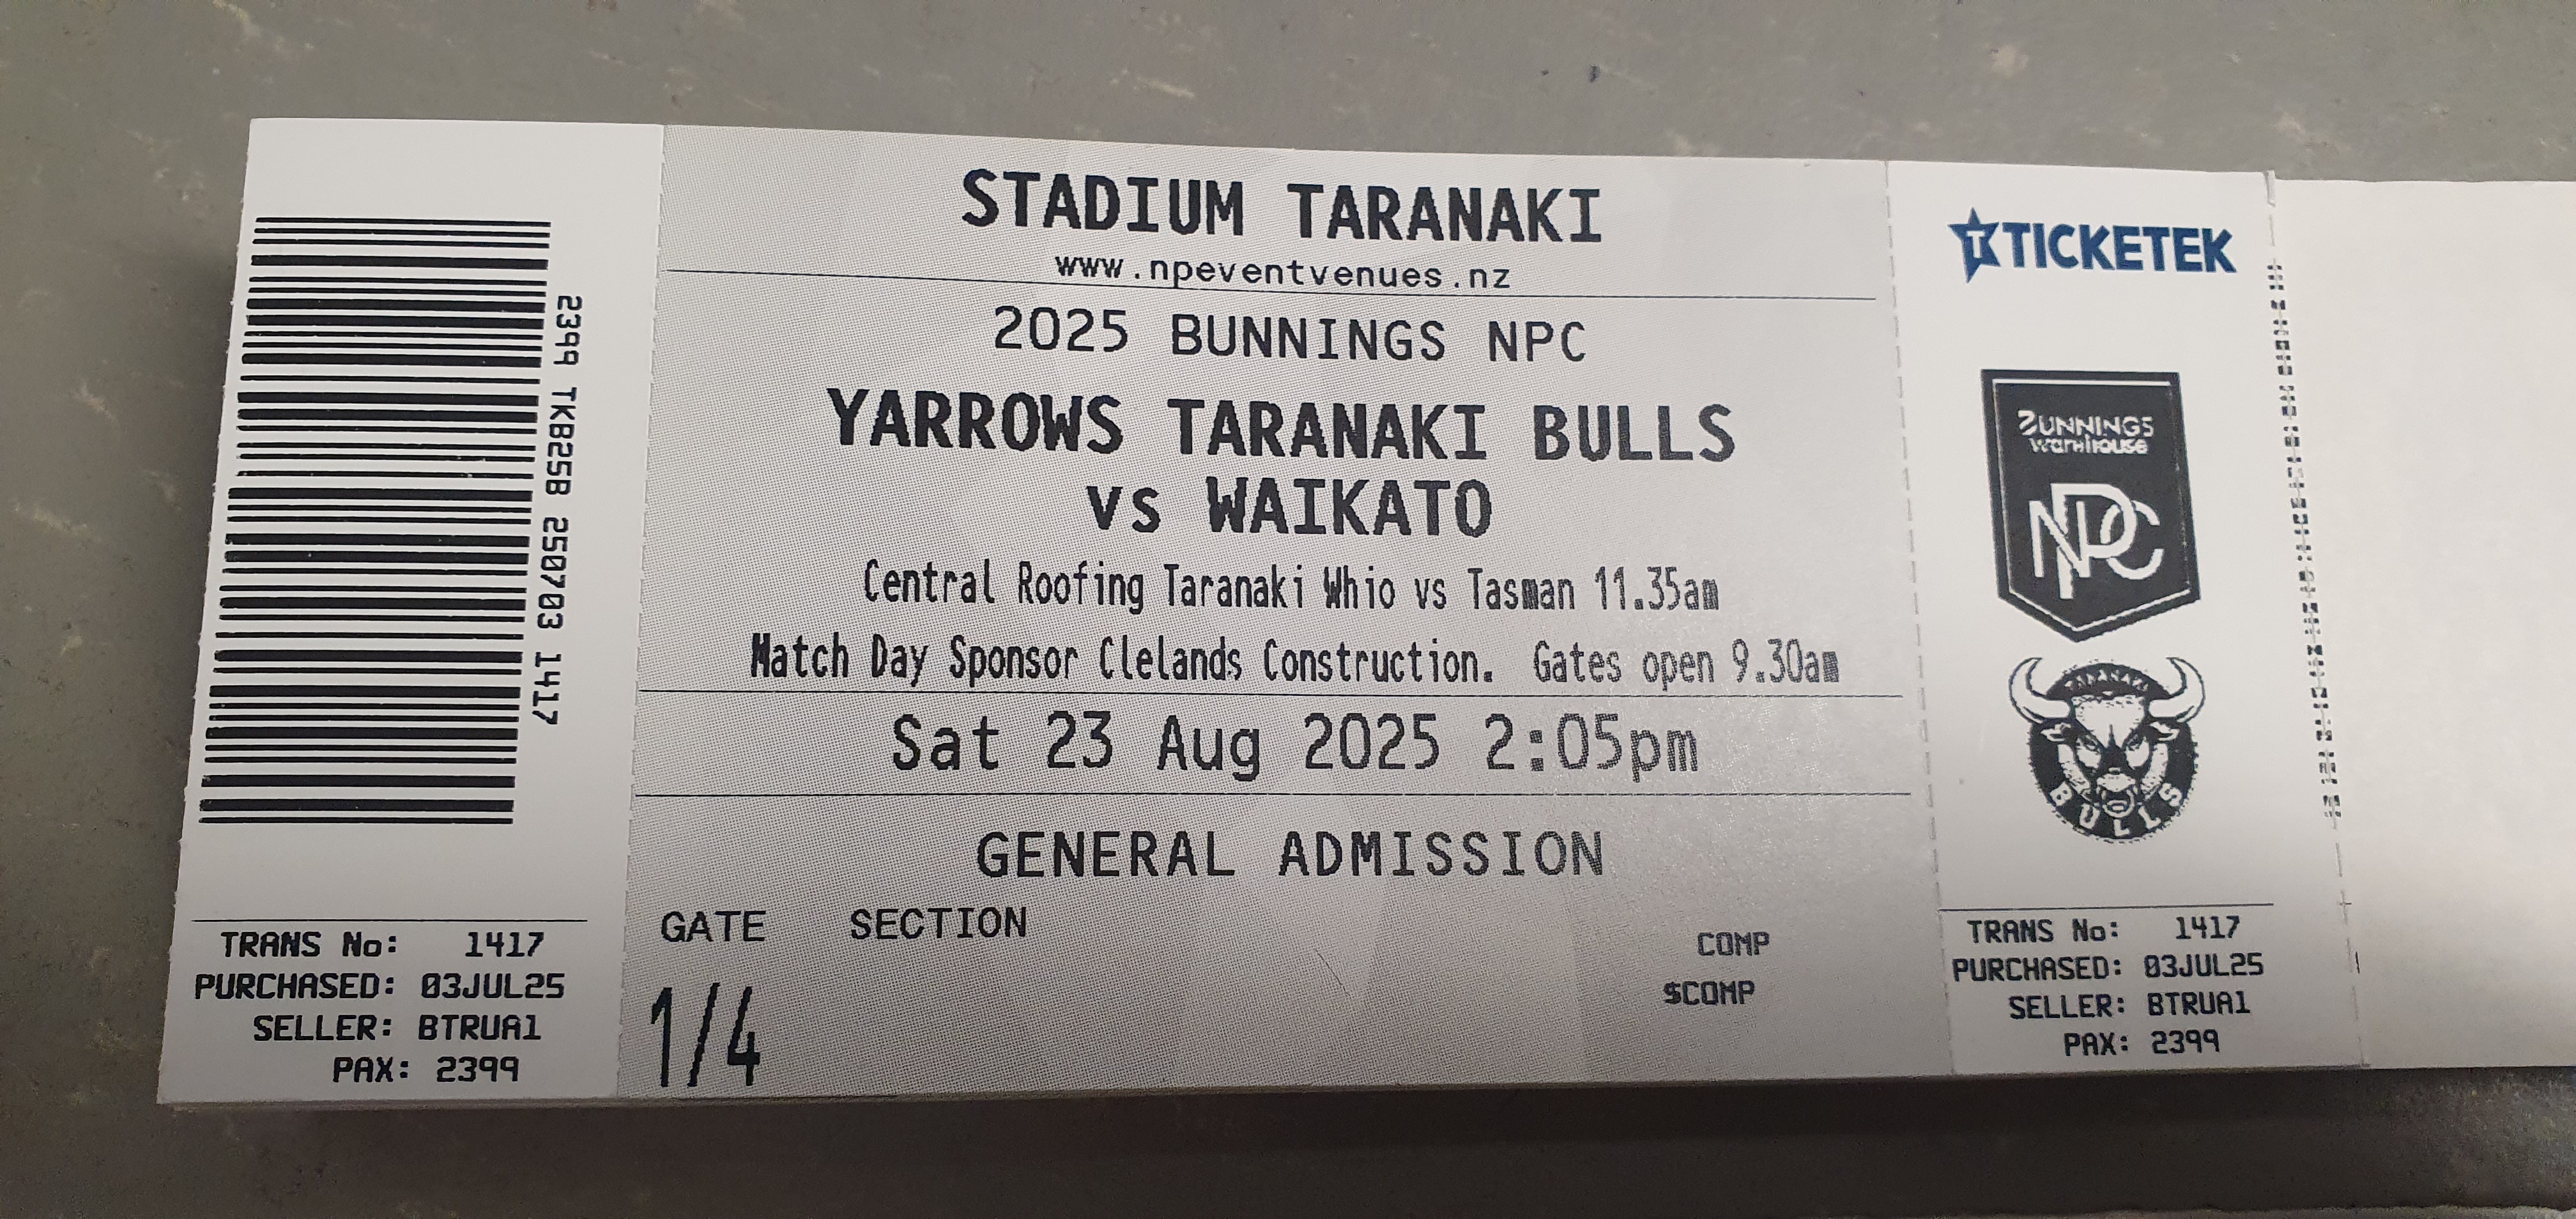 2399 TKB25B 250703 1417
TRANS No: 1417
PURCHASED: 03JUL25
SELLER: BTRUA1
PAX: 2399
STADIUM TARANAKI
www.npeventvenues.nz
2025 BUNNINGS NPC
YARROWS TARANAKI BULLS
vs WAIKATO
Central Roofing Taranaki Whio vs Tasman 11.35am
Match Day Sponsor Clelands Construction. Gates open 9.30am
Sat 23 Aug 2025 2:05pm
GENERAL ADMISSION
GATE SECTION
COMP
$COMP
1/4
TICKETEK
BUNNINGS
warehouse
NPC
TARANAKI
BULLS
TRANS No: 1417
PURCHASED: 03JUL25
SELLER: BTRUA1
PAX: 2399